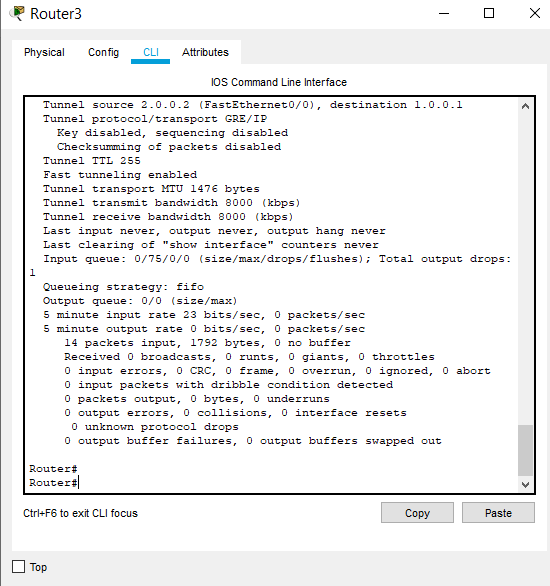 Router3
Physical Config CLI Attributes
IOS Command Line Interface
Tunnel source 2.0.0.2 (FastEthernet0/0), destination 1.0.0.1
Tunnel protocol/transport GRE/IP
Key disabled, sequencing disabled
Checksumming of packets disabled
Tunnel TTL 255
Fast tunneling enabled
Tunnel transport MTU 1476 bytes
Tunnel transmit bandwidth 8000 (kbps)
Tunnel receive bandwidth 8000 (kbps)
Last input never, output never, output hang never
Last clearing of "show interface" counters never
Input queue: 0/75/0/0 (size/max/drops/flushes); Total output drops:
1
Queueing strategy: fifo
Output queue: 0/0 (size/max)
5 minute input rate 23 bits/sec, 0 packets/sec
5 minute output rate 0 bits/sec, 0 packets/sec
14 packets input, 1792 bytes, 0 no buffer
Received 0 broadcasts, 0 runts, 0 giants, 0 throttles
0 input errors, 0 CRC, 0 frame, 0 overrun, 0 ignored, 0 abort
0 input packets with dribble condition detected
0 packets output, 0 bytes, 0 underruns
0 output errors, 0 collisions, 0 interface resets
0 unknown protocol drops
0 output buffer failures, 0 output buffers swapped out
Router#
Router#
Ctrl+F6 to exit CLI focus
Copy Paste
Top